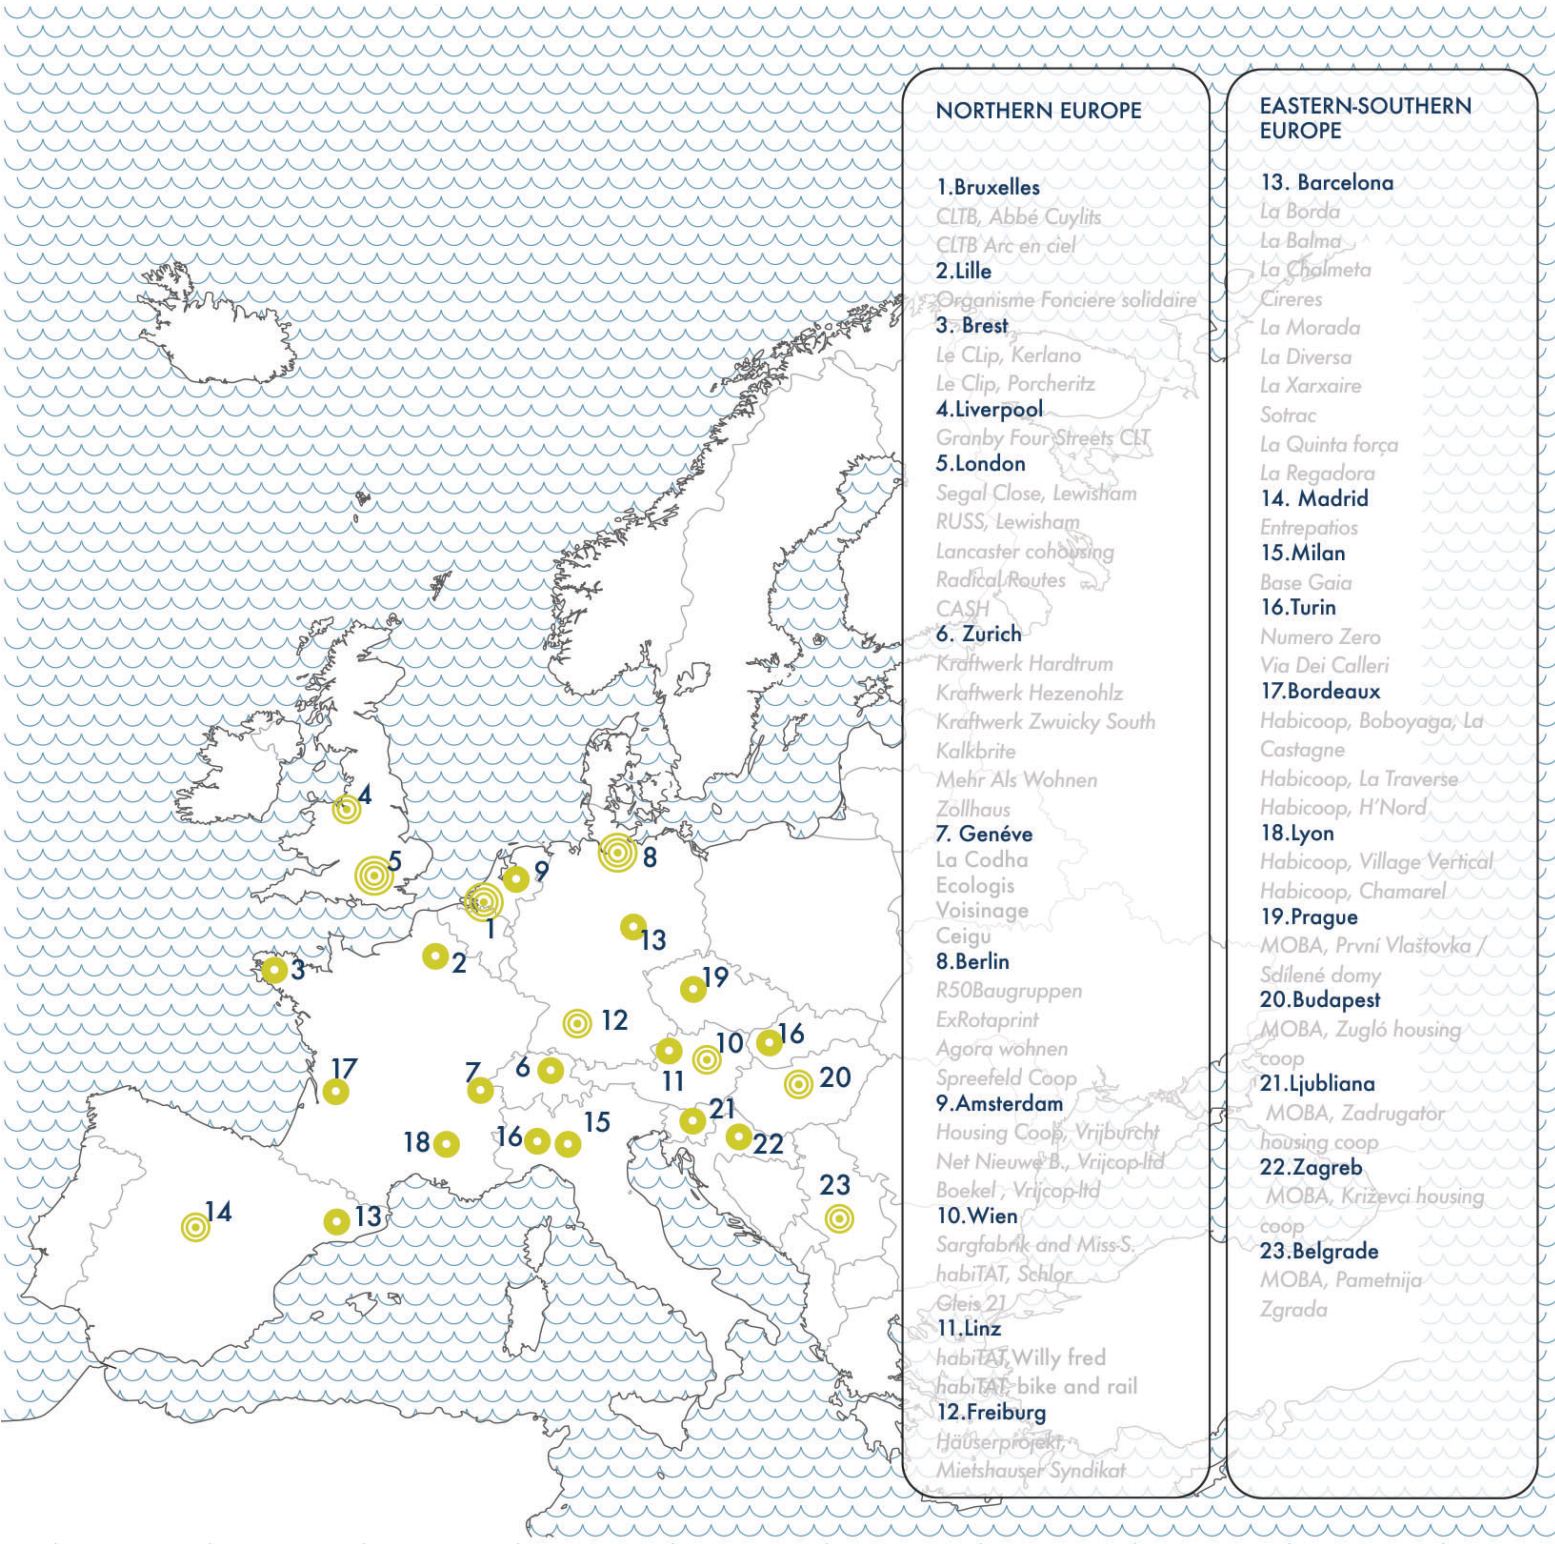 NORTHERN EUROPE
1.Bruxelles
CLTB, Abbé Cuylits
CLTB Arc en ciel
2.Lille
Organisme Fonciere solidaire
3. Brest
Le CLip, Kerlano
Le Clip, Porcheritz
4.Liverpool
Granby Four Streets CLT
5.London
Segal Close, Lewisham
RUSS, Lewisham
Lancaster cohousing
Radical Routes
CASH
6. Zurich
Kraftwerk Hardtrum
Kraftwerk Hezenohlz
Kraftwerk Zwuicky South
Kalkbrite
Mehr Als Wohnen
Zollhaus
7. Genéve
La Codha
Ecologis
Voisinage
Ceigu
8.Berlin
R50Baugruppen
ExRotaprint
Agora wohnen
Spreefeld Coop
9.Amsterdam
Housing Coop, Vrijburcht
Net Nieuwe B., Vrijcop-ltd
Boekel , Vrijcop-ltd
10.Wien
Sargfabrik and Miss-S.
habiTAT, Schlor
Gleis 21
11.Linz
habiTAT,Willy fred
habiTAT, bike and rail
12.Freiburg
Häuserprojekt,
Mietshauser Syndikat
EASTERN-SOUTHERN
EUROPE
13. Barcelona
La Borda
La Balma
La Chalmeta
Cireres
La Morada
La Diversa
La Xarxaire
Sotrac
La Quinta força
La Regadora
14. Madrid
Entrepatios
15.Milan
Base Gaia
16.Turin
Numero Zero
Via Dei Calleri
17.Bordeaux
Habicoop, Boboyaga, La
Castagne
Habicoop, La Traverse
Habicoop, H'Nord
18.Lyon
Habicoop, Village Vertical
Habicoop, Chamarel
19.Prague
MOBA, První Vlaštovka /
Sdílené domy
20.Budapest
MOBA, Zugló housing
coop
21.Ljubliana
MOBA, Zadrugator
housing coop
22.Zagreb
MOBA, Križevci housing
coop
23.Belgrade
MOBA, Pametnija
Zgrada
4
5
8
9
1
13
2
3
19
12
16
10
17
6
7
11
20
21
15
16
18
22
23
14
13